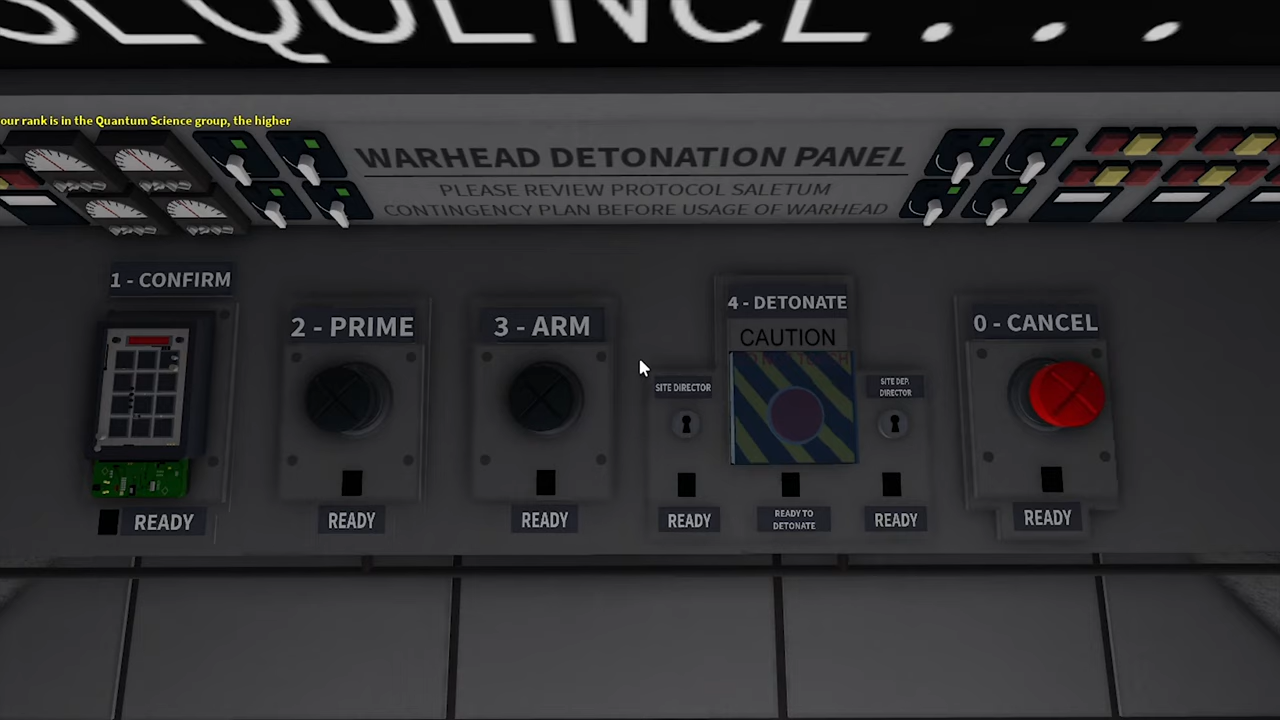 SEQUENCE...
our rank is in the Quantum Science group, the higher
WARHEAD DETONATION PANEL
PLEASE REVIEW PROTOCOL SALETUM
CONTINGENCY PLAN BEFORE USAGE OF WARHEAD
1 - CONFIRM
2 - PRIME
3 - ARM
4 - DETONATE
0 - CANCEL
CAUTION
SITE DIRECTOR
SITE DEP.
DIRECTOR
READY
READY
READY
READY
READY TO
DETONATE
READY
READY